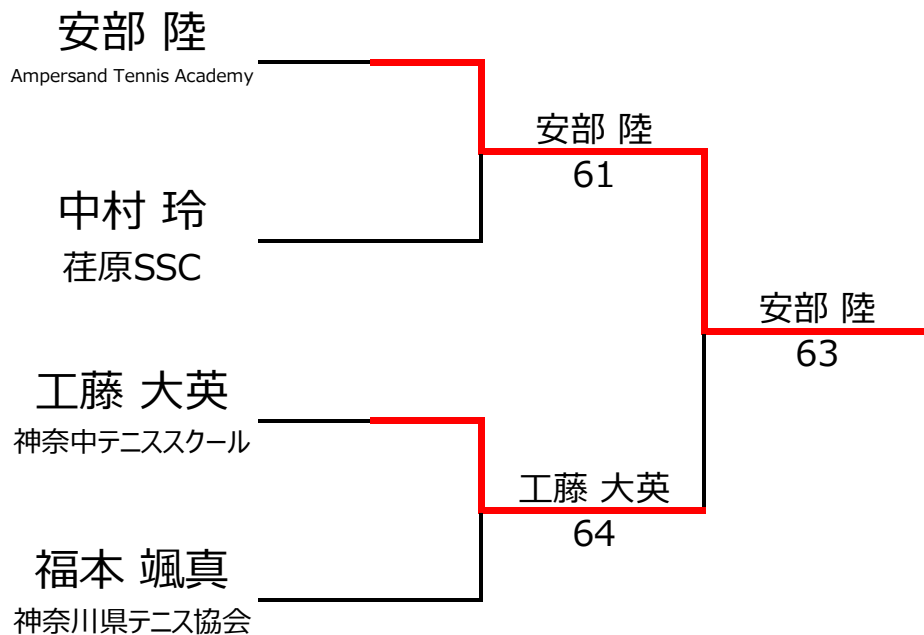 安部 陸
Ampersand Tennis Academy
安部 陸
61
中村 玲
荏原SSC
安部 陸
63
工藤 大英
神奈中テニススクール
工藤 大英
64
福本 颯真
神奈川県テニス協会